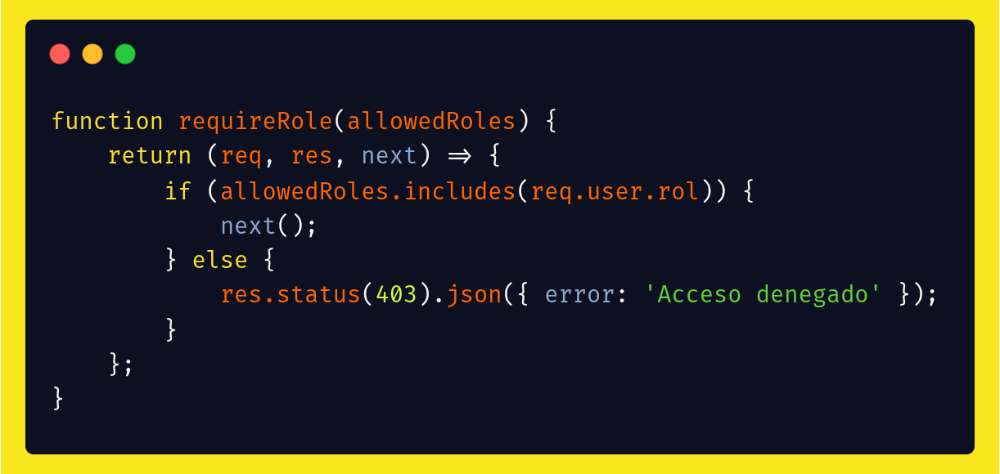 function requireRole(allowedRoles) {
    return (req, res, next) => {
        if (allowedRoles.includes(req.user.rol)) {
            next();
        } else {
            res.status(403).json({ error: 'Acceso denegado' });
        }
    };
}